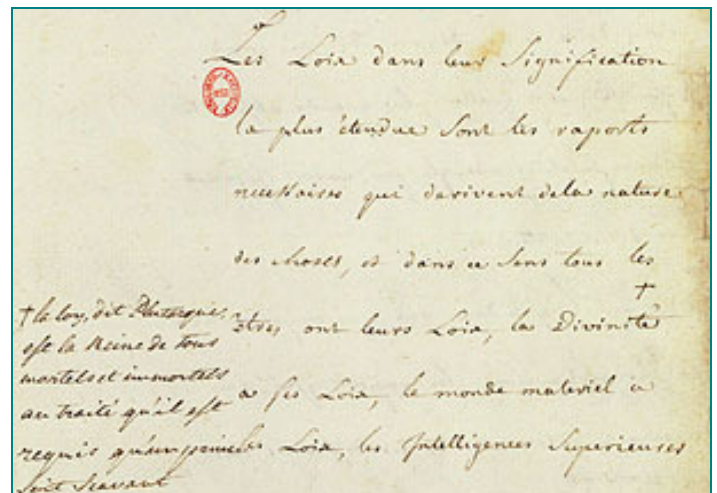 Les Loix dans leur Signification
la plus étendue Sont les raports
necessaires qui derivent dela nature
des choses, et dans ce Sens tous les
êtres ont leurs Loix, la Divinité †
a ses Loix, le monde materiel a
ses Loix, les Intelligences Superieuses
† la loy, dit Plutarque,
est la Reine de tous
mortels et immortels
au traité qu'il est
requis qu'un prince
soit Scavant